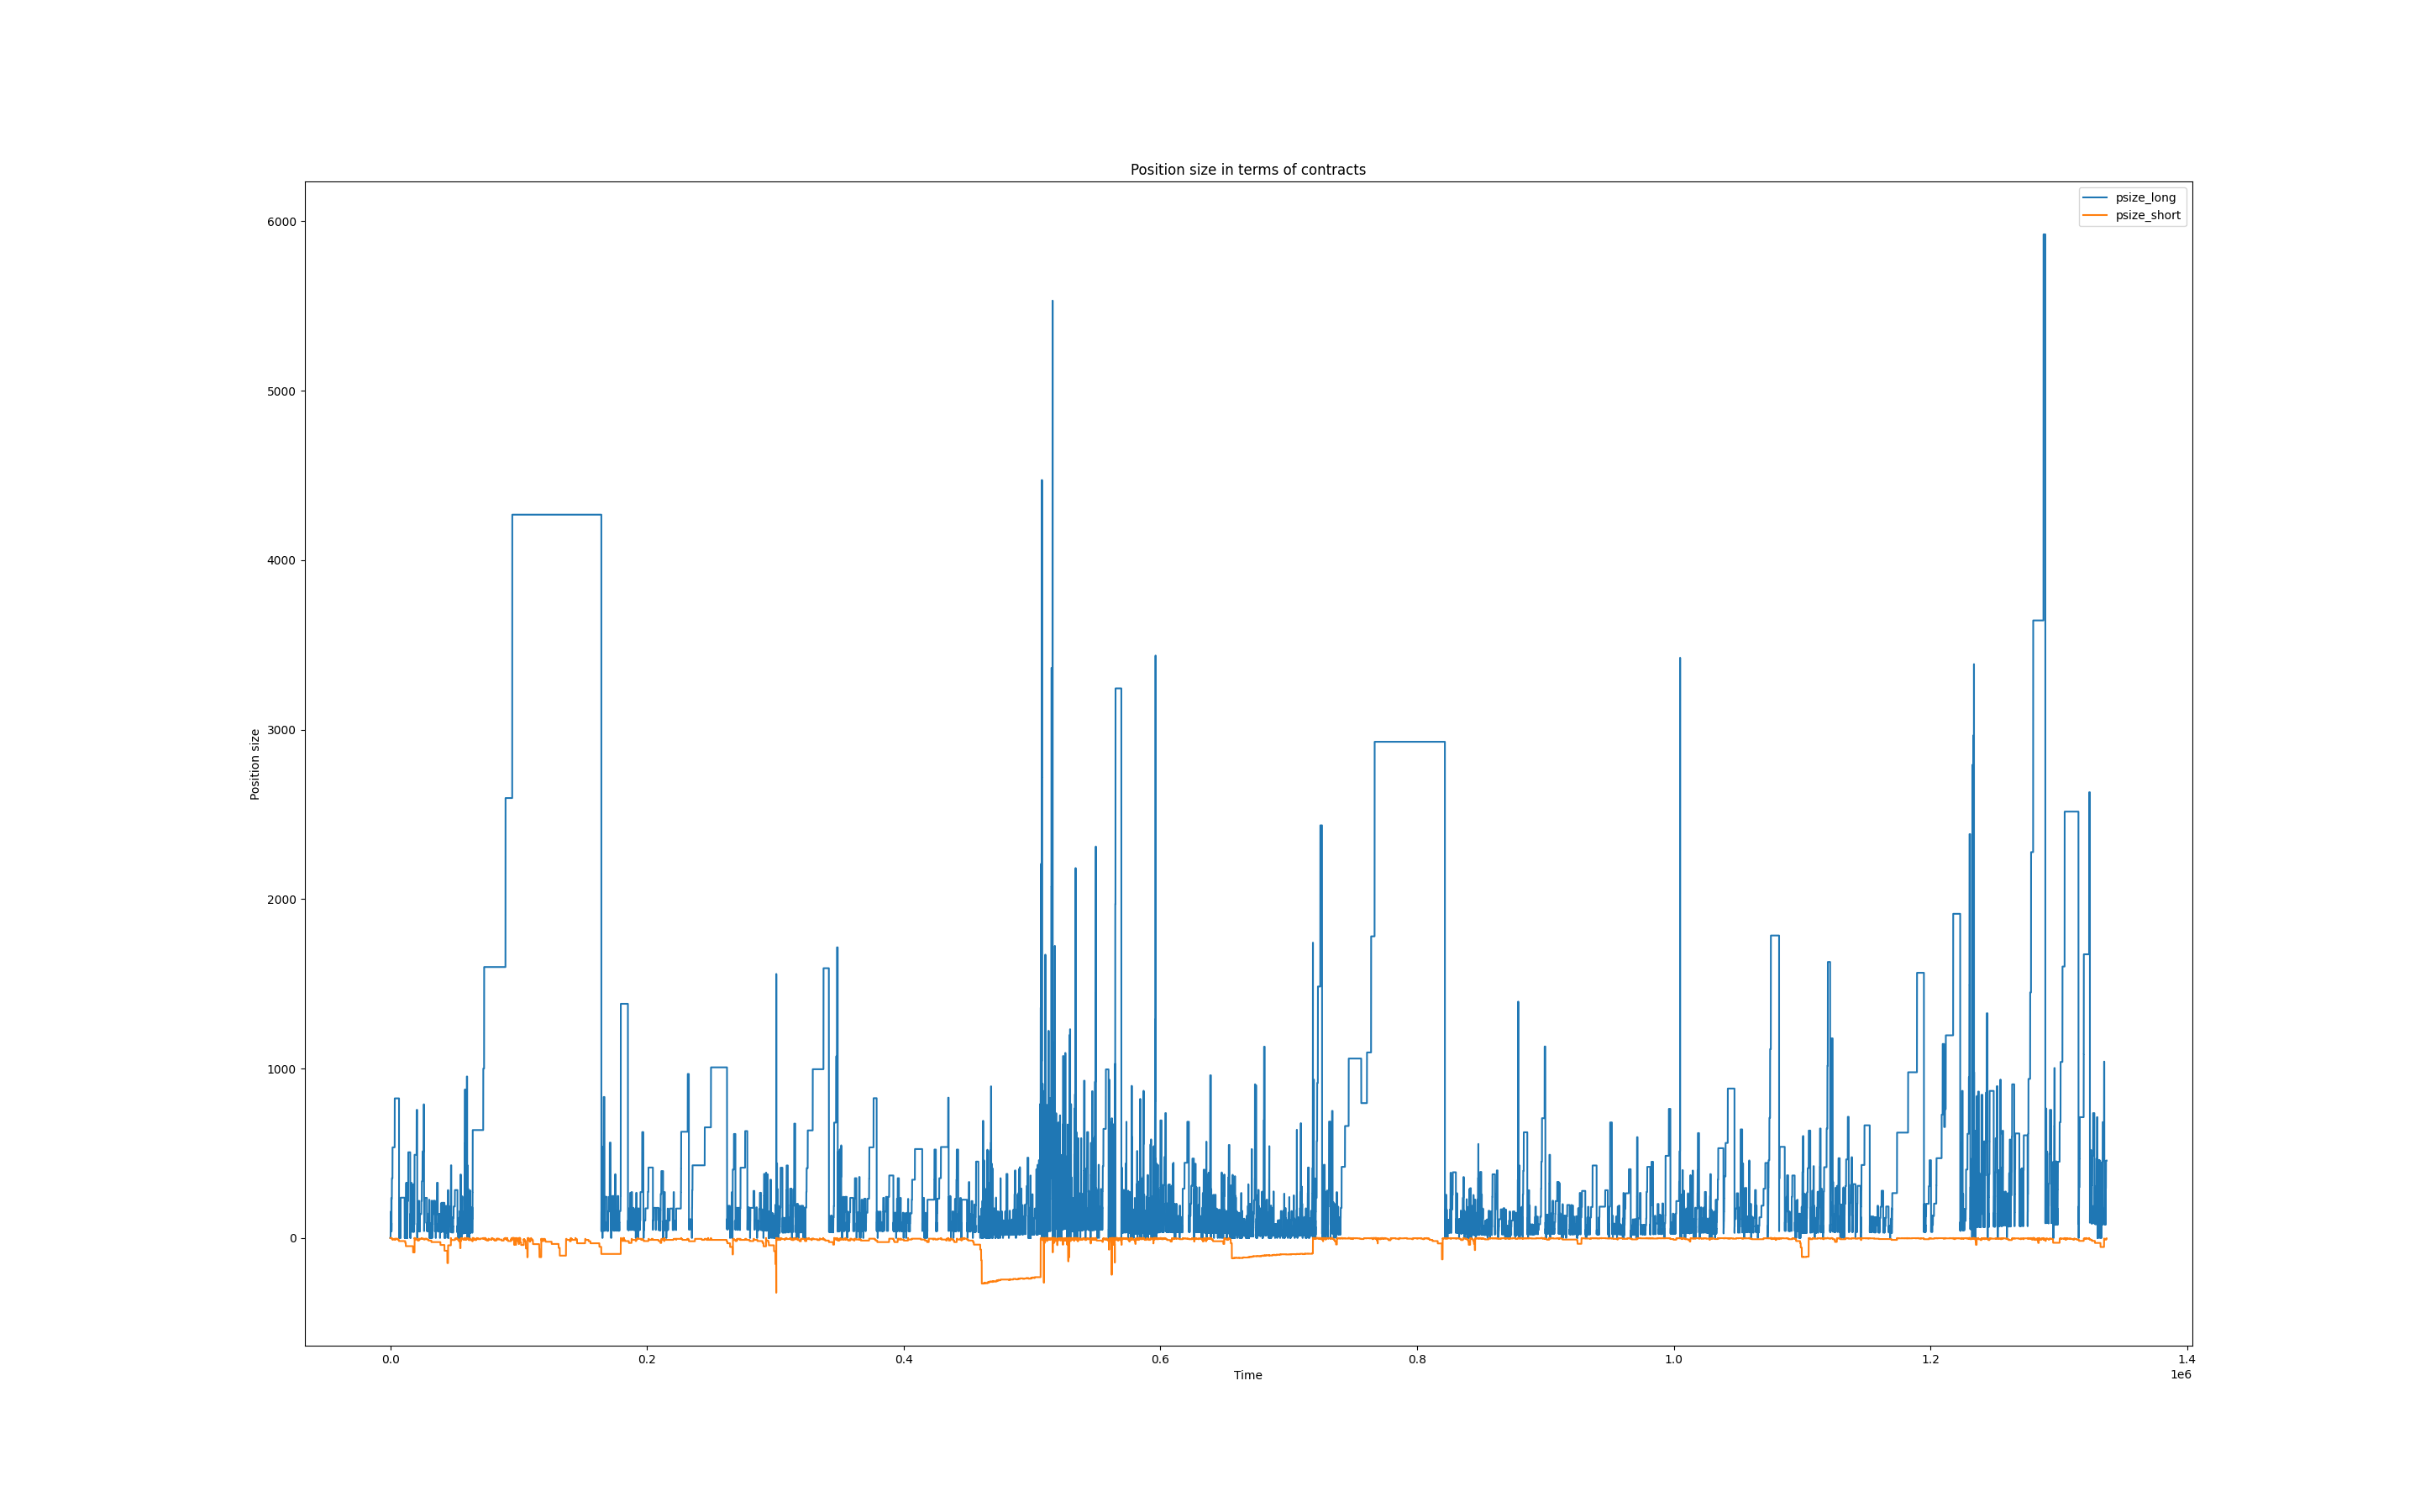 Position size in terms of contracts
psize_long
psize_short
6000
5000
4000
3000
2000
1000
0
Position size
0.0 0.2 0.4 0.6 0.8 1.0 1.2 1.4
Time
1e6